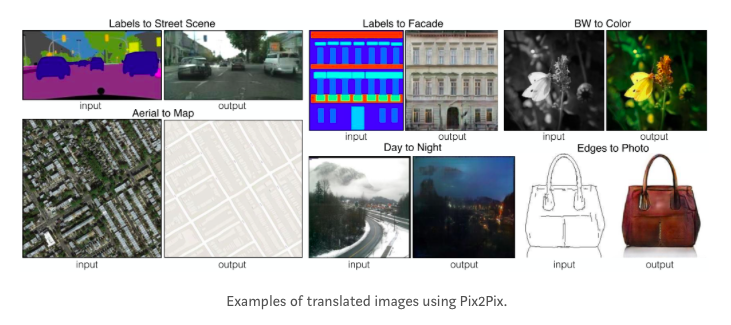 Labels to Street Scene
input
output
Aerial to Map
input
output
Labels to Facade
input
output
BW to Color
input
output
Day to Night
input
output
Edges to Photo
input
output
Examples of translated images using Pix2Pix.